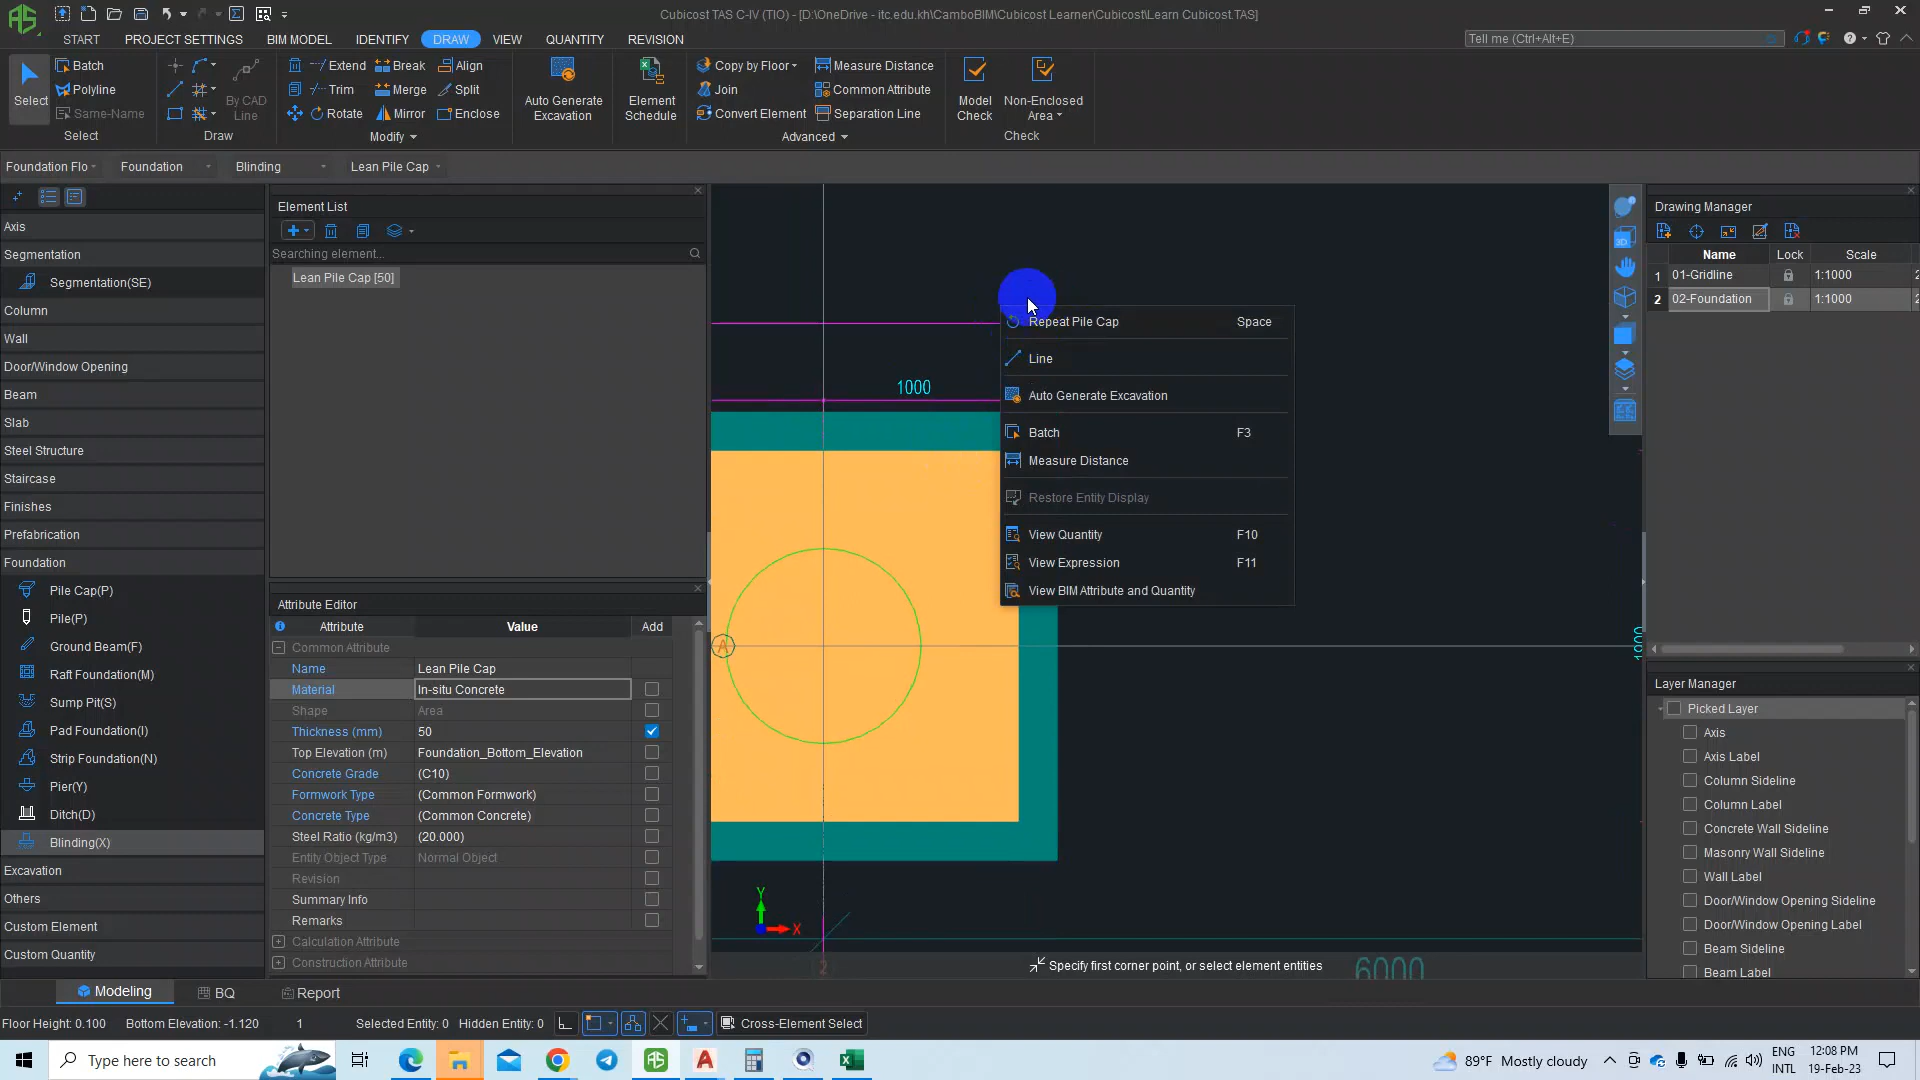 Cubicost TAS C-IV (TIO) - [D:\OneDrive - itc.edu.kh\CamboBIM\Cubicost Learner\Cubicost\Learn Cubicost.TAS]
START PROJECT SETTINGS BIM MODEL IDENTIFY DRAW VIEW QUANTITY REVISION
Tell me (Ctrl+Alt+E)
Select
Batch
Polyline
Same-Name
Select
By CAD Line
Draw
Extend Break Align
Trim Merge Split
Rotate Mirror Enclose
Modify
Auto Generate Excavation
Element Schedule
Copy by Floor Measure Distance
Join Common Attribute
Convert Element Separation Line
Advanced
Model Check
Non-Enclosed Area
Check
Foundation Flo Foundation Blinding Lean Pile Cap
Axis
Segmentation
Segmentation(SE)
Column
Wall
Door/Window Opening
Beam
Slab
Steel Structure
Staircase
Finishes
Prefabrication
Foundation
Pile Cap(P)
Pile(P)
Ground Beam(F)
Raft Foundation(M)
Sump Pit(S)
Pad Foundation(I)
Strip Foundation(N)
Pier(Y)
Ditch(D)
Blinding(X)
Excavation
Others
Custom Element
Custom Quantity
Element List
Searching element...
Lean Pile Cap [50]
Attribute Editor
Attribute Value Add
Common Attribute
Name Lean Pile Cap
Material In-situ Concrete
Shape Area
Thickness (mm) 50
Top Elevation (m) Foundation_Bottom_Elevation
Concrete Grade (C10)
Formwork Type (Common Formwork)
Concrete Type (Common Concrete)
Steel Ratio (kg/m3) (20.000)
Entity Object Type Normal Object
Revision
Summary Info
Remarks
Calculation Attribute
Construction Attribute
1000
A
Y
X
2
1000
6000
Repeat Pile Cap Space
Line
Auto Generate Excavation
Batch F3
Measure Distance
Restore Entity Display
View Quantity F10
View Expression F11
View BIM Attribute and Quantity
Specify first corner point, or select element entities
3D
Drawing Manager
Name Lock Scale
1 01-Gridline 1:1000 2
2 02-Foundation 1:1000 2
Layer Manager
Picked Layer
Axis
Axis Label
Column Sideline
Column Label
Concrete Wall Sideline
Masonry Wall Sideline
Wall Label
Door/Window Opening Sideline
Door/Window Opening Label
Beam Sideline
Beam Label
Modeling BQ Report
Floor Height: 0.100 Bottom Elevation: -1.120 1 Selected Entity: 0 Hidden Entity: 0 Cross-Element Select
Type here to search
89°F Mostly cloudy
ENG
INTL
12:08 PM
19-Feb-23